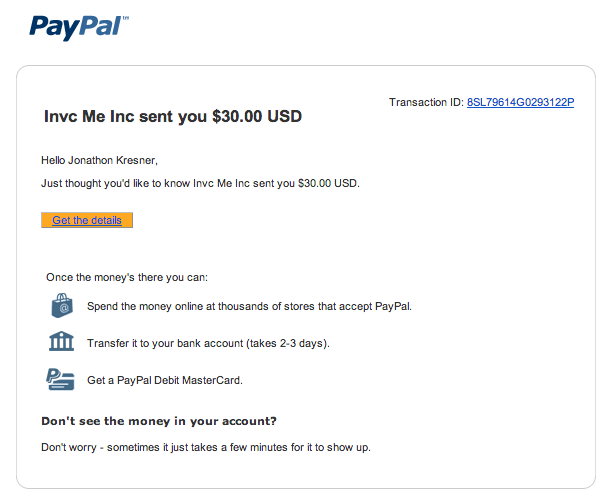 PayPal™
Transaction ID: 8SL79614G0293122P
Invc Me Inc sent you $30.00 USD
Hello Jonathon Kresner,
Just thought you'd like to know Invc Me Inc sent you $30.00 USD.
Get the details
Once the money's there you can:
Spend the money online at thousands of stores that accept PayPal.
Transfer it to your bank account (takes 2-3 days).
Get a PayPal Debit MasterCard.
Don't see the money in your account?
Don't worry - sometimes it just takes a few minutes for it to show up.